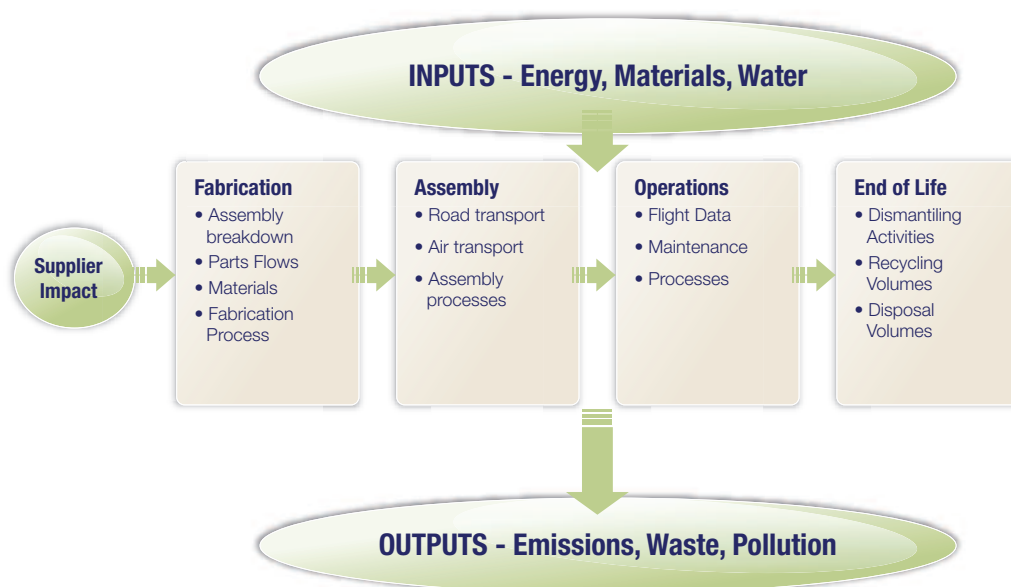 INPUTS - Energy, Materials, Water
Supplier
Impact
Fabrication
• Assembly
breakdown
• Parts Flows
• Materials
• Fabrication
Process
Assembly
• Road transport
• Air transport
• Assembly
processes
Operations
• Flight Data
• Maintenance
• Processes
End of Life
• Dismantiling
Activities
• Recycling
Volumes
• Disposal
Volumes
OUTPUTS - Emissions, Waste, Pollution